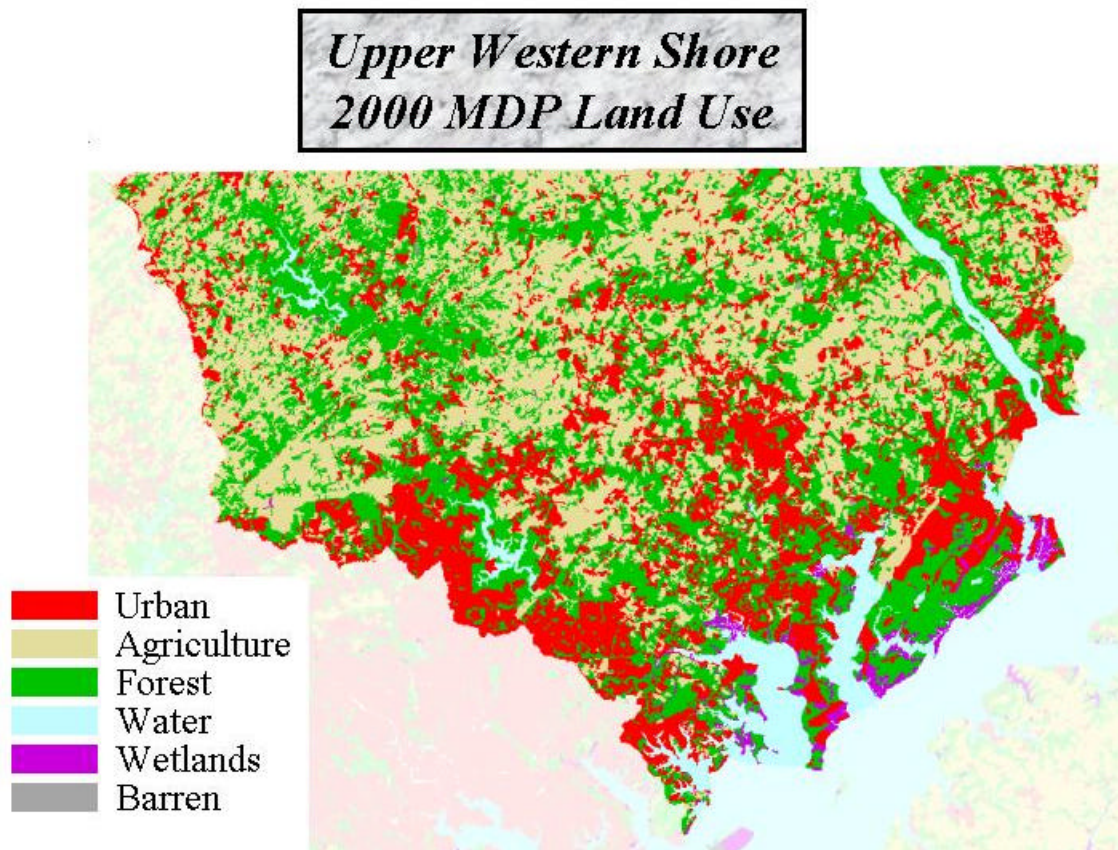 Upper Western Shore
2000 MDP Land Use
Urban
Agriculture
Forest
Water
Wetlands
Barren